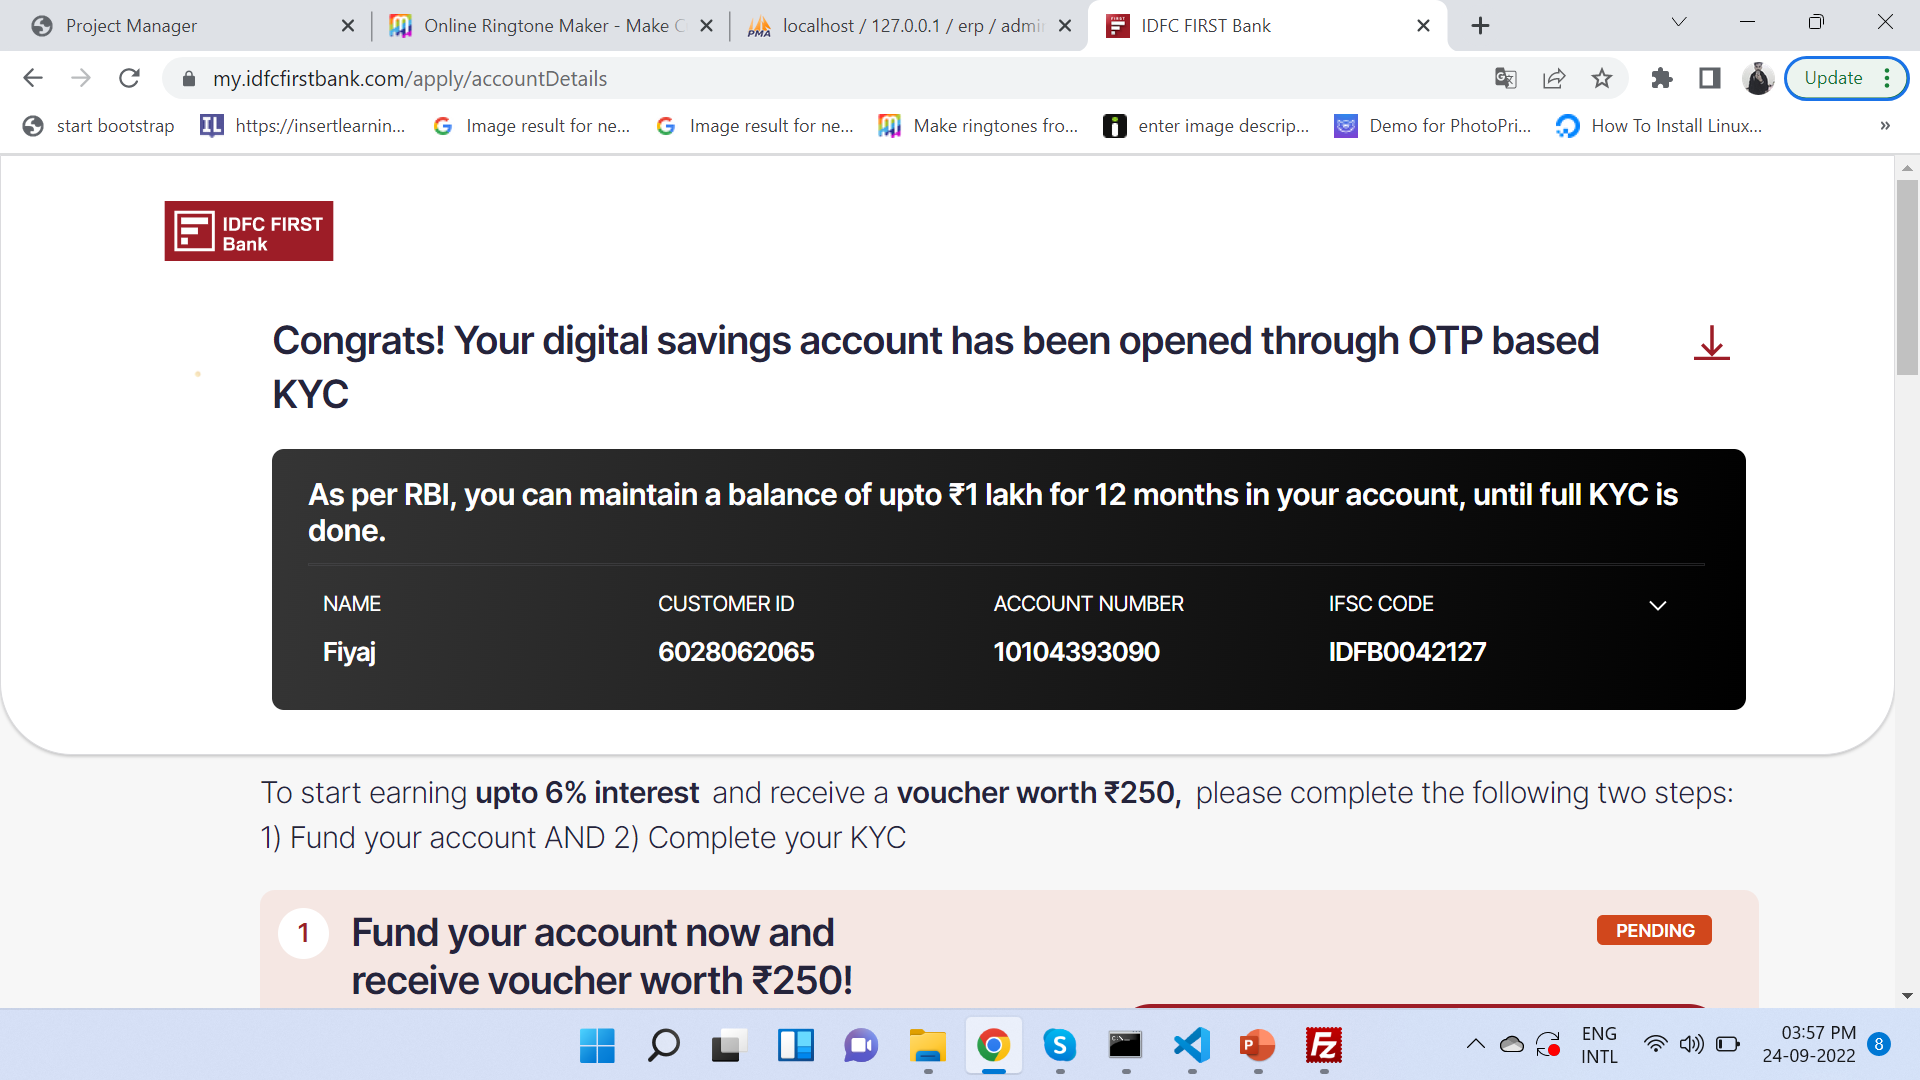 Project Manager
Online Ringtone Maker - Make C
PMA
localhost / 127.0.0.1 / erp / admin
IDFC FIRST Bank
my.idfcfirstbank.com/apply/accountDetails
Update
start bootstrap
IL
https://insertlearnin...
Image result for ne...
Image result for ne...
Make ringtones fro...
enter image descrip...
Demo for PhotoPri...
How To Install Linux...
»
IDFC FIRST
Bank
Congrats! Your digital savings account has been opened through OTP based
KYC
As per RBI, you can maintain a balance of upto ₹1 lakh for 12 months in your account, until full KYC is
done.
NAME
CUSTOMER ID
ACCOUNT NUMBER
IFSC CODE
Fiyaj
6028062065
10104393090
IDFB0042127
To start earning upto 6% interest and receive a voucher worth ₹250, please complete the following two steps:
1) Fund your account AND 2) Complete your KYC
1
Fund your account now and
receive voucher worth ₹250!
PENDING
ENG
INTL
03:57 PM
24-09-2022
8